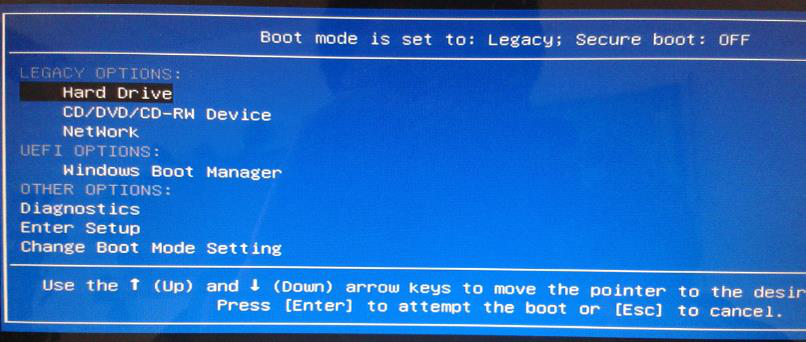 Boot mode is set to: Legacy; Secure boot: OFF
LEGACY OPTIONS:
Hard Drive
CD/DVD/CD-RW Device
Network
UEFI OPTIONS:
Windows Boot Manager
OTHER OPTIONS:
Diagnostics
Enter Setup
Change Boot Mode Setting
Use the ↑ (Up) and ↓ (Down) arrow keys to move the pointer to the desir
Press [Enter] to attempt the boot or [Esc] to cancel.